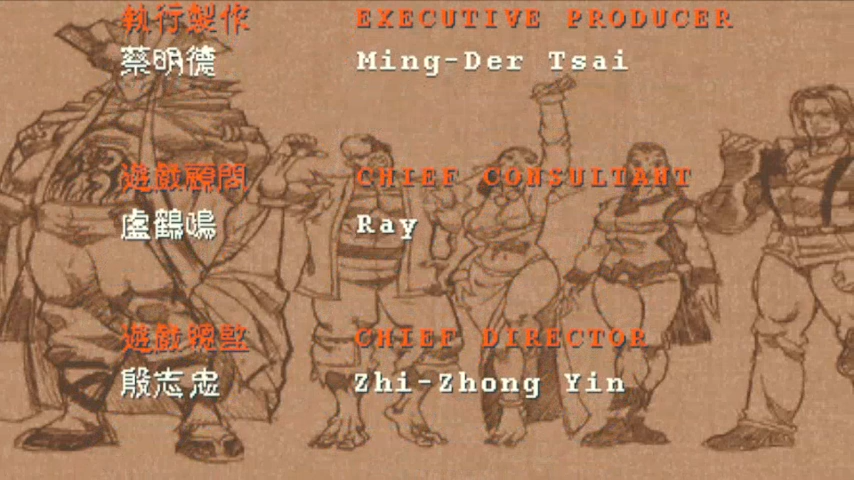 執行製作 EXECUTIVE PRODUCER
蔡明德 Ming-Der Tsai
遊戲顧問 CHIEF CONSULTANT
盧鶴鳴 Ray
遊戲總監 CHIEF DIRECTOR
殷志忠 Zhi-Zhong Yin